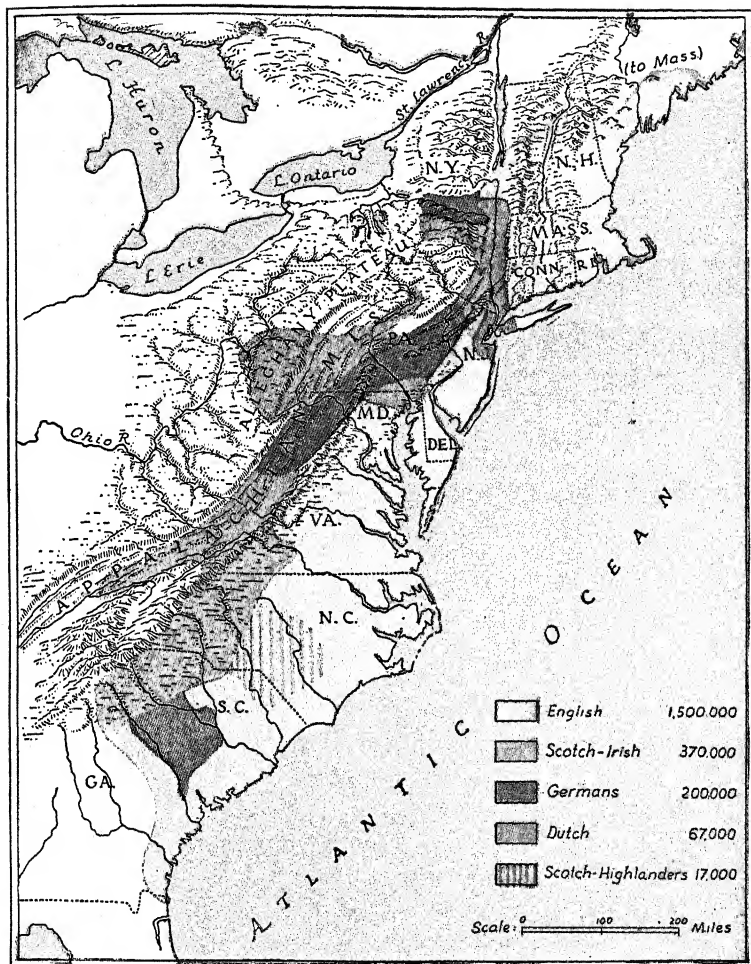 L. Huron
St. Lawrence R.
(to Mass.)
L. Ontario
N.Y.
N.H.
MASS.
CONN.
R.I.
L. Erie
ALLEGHANY PLATEAU
PA.
N.J.
MD.
DEL.
Ohio R.
VA.
APPALACHIAN MTS.
N.C.
S.C.
GA.
ATLANTIC OCEAN
English 1,500,000
Scotch-Irish 370,000
Germans 200,000
Dutch 67,000
Scotch-Highlanders 17,000
Scale: 0 100 200 Miles